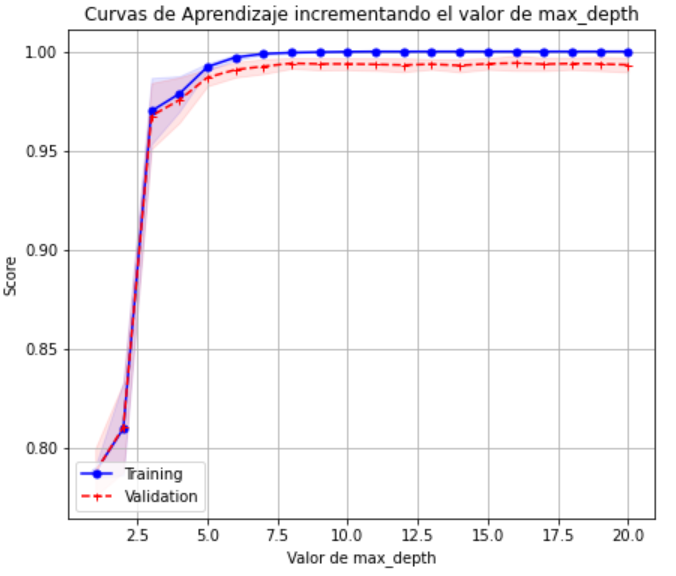 Curvas de Aprendizaje incrementando el valor de max_depth
1.00
0.95
0.90
0.85
0.80
Score
Training
Validation
2.5 5.0 7.5 10.0 12.5 15.0 17.5 20.0
Valor de max_depth